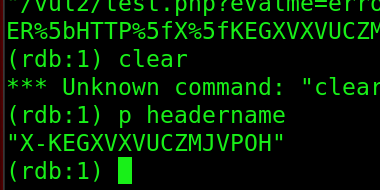 "/vul2/test.php?evalme=erro
ER%5bHTTP%5fX%5fKEGXVXVUCZM
(rdb:1) clear
*** Unknown command: "clear
(rdb:1) p headername
"X-KEGXVXVUCZMJVPOH"
(rdb:1)